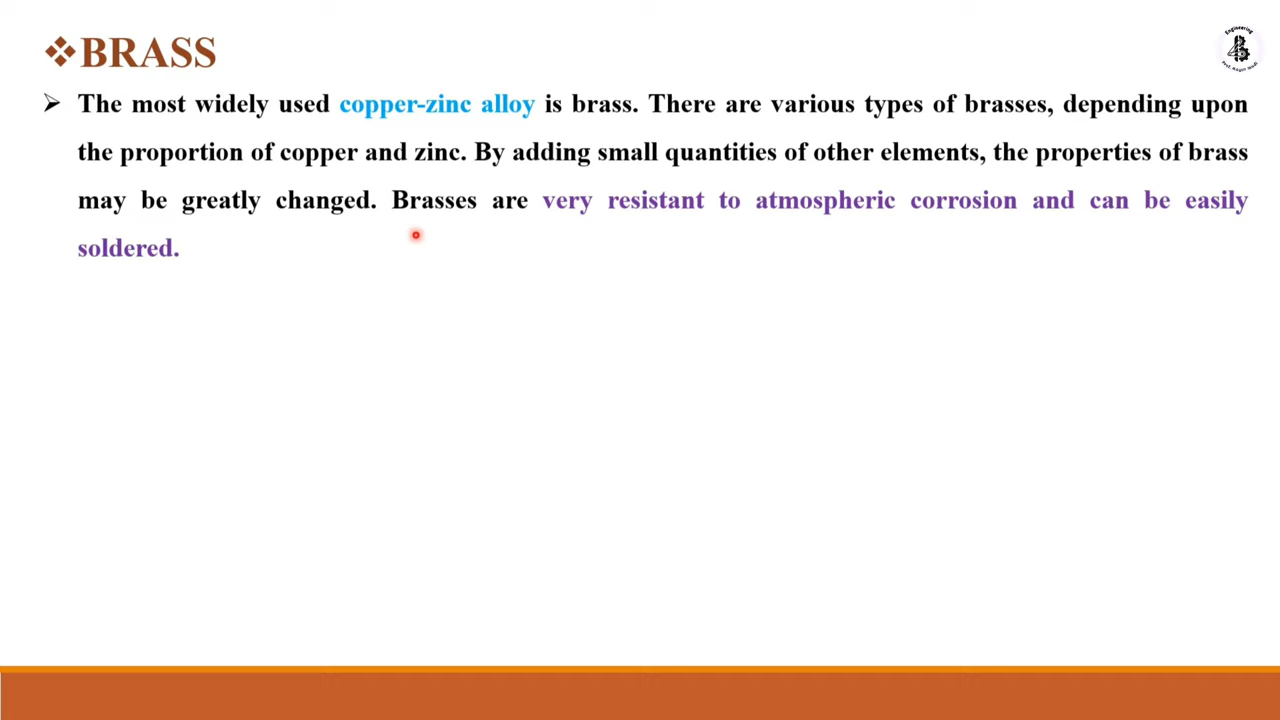 ❖BRASS
➢ The most widely used copper-zinc alloy is brass. There are various types of brasses, depending upon
the proportion of copper and zinc. By adding small quantities of other elements, the properties of brass
may be greatly changed. Brasses are very resistant to atmospheric corrosion and can be easily
soldered.
Engineering